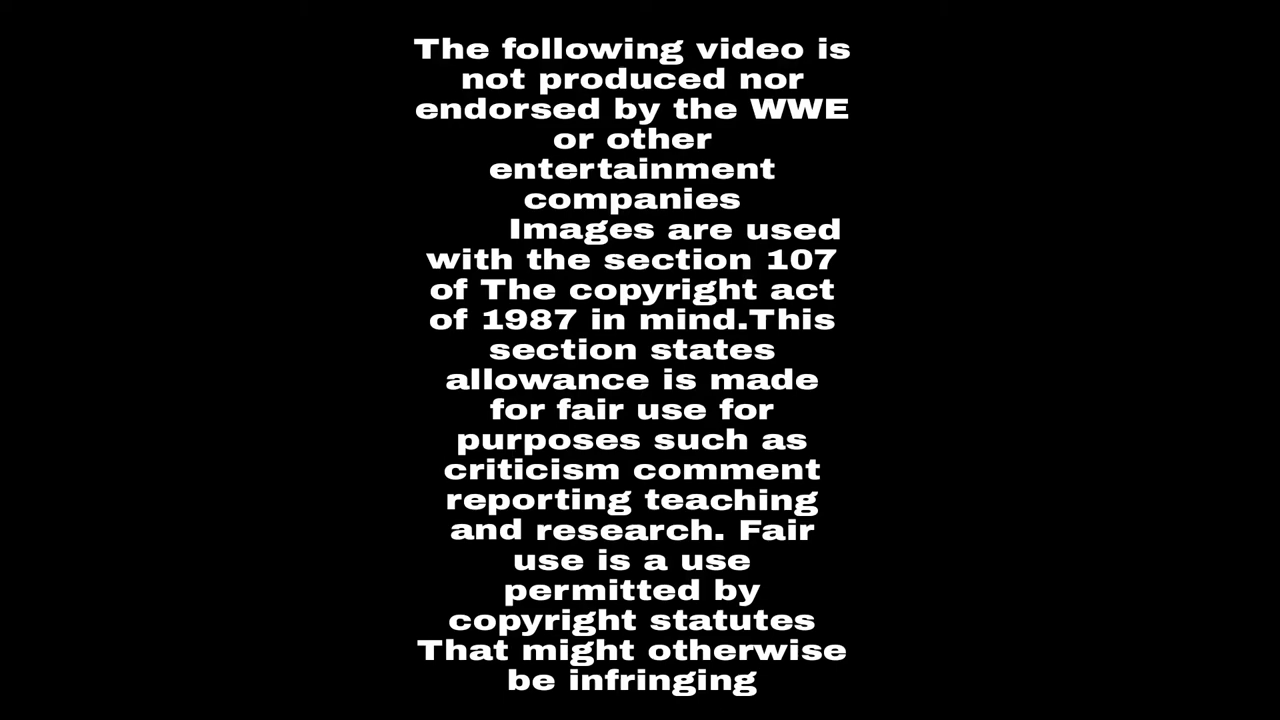 The following video is
not produced nor
endorsed by the WWE
or other
entertainment
companies
Images are used
with the section 107
of The copyright act
of 1987 in mind.This
section states
allowance is made
for fair use for
purposes such as
criticism comment
reporting teaching
and research. Fair
use is a use
permitted by
copyright statutes
That might otherwise
be infringing